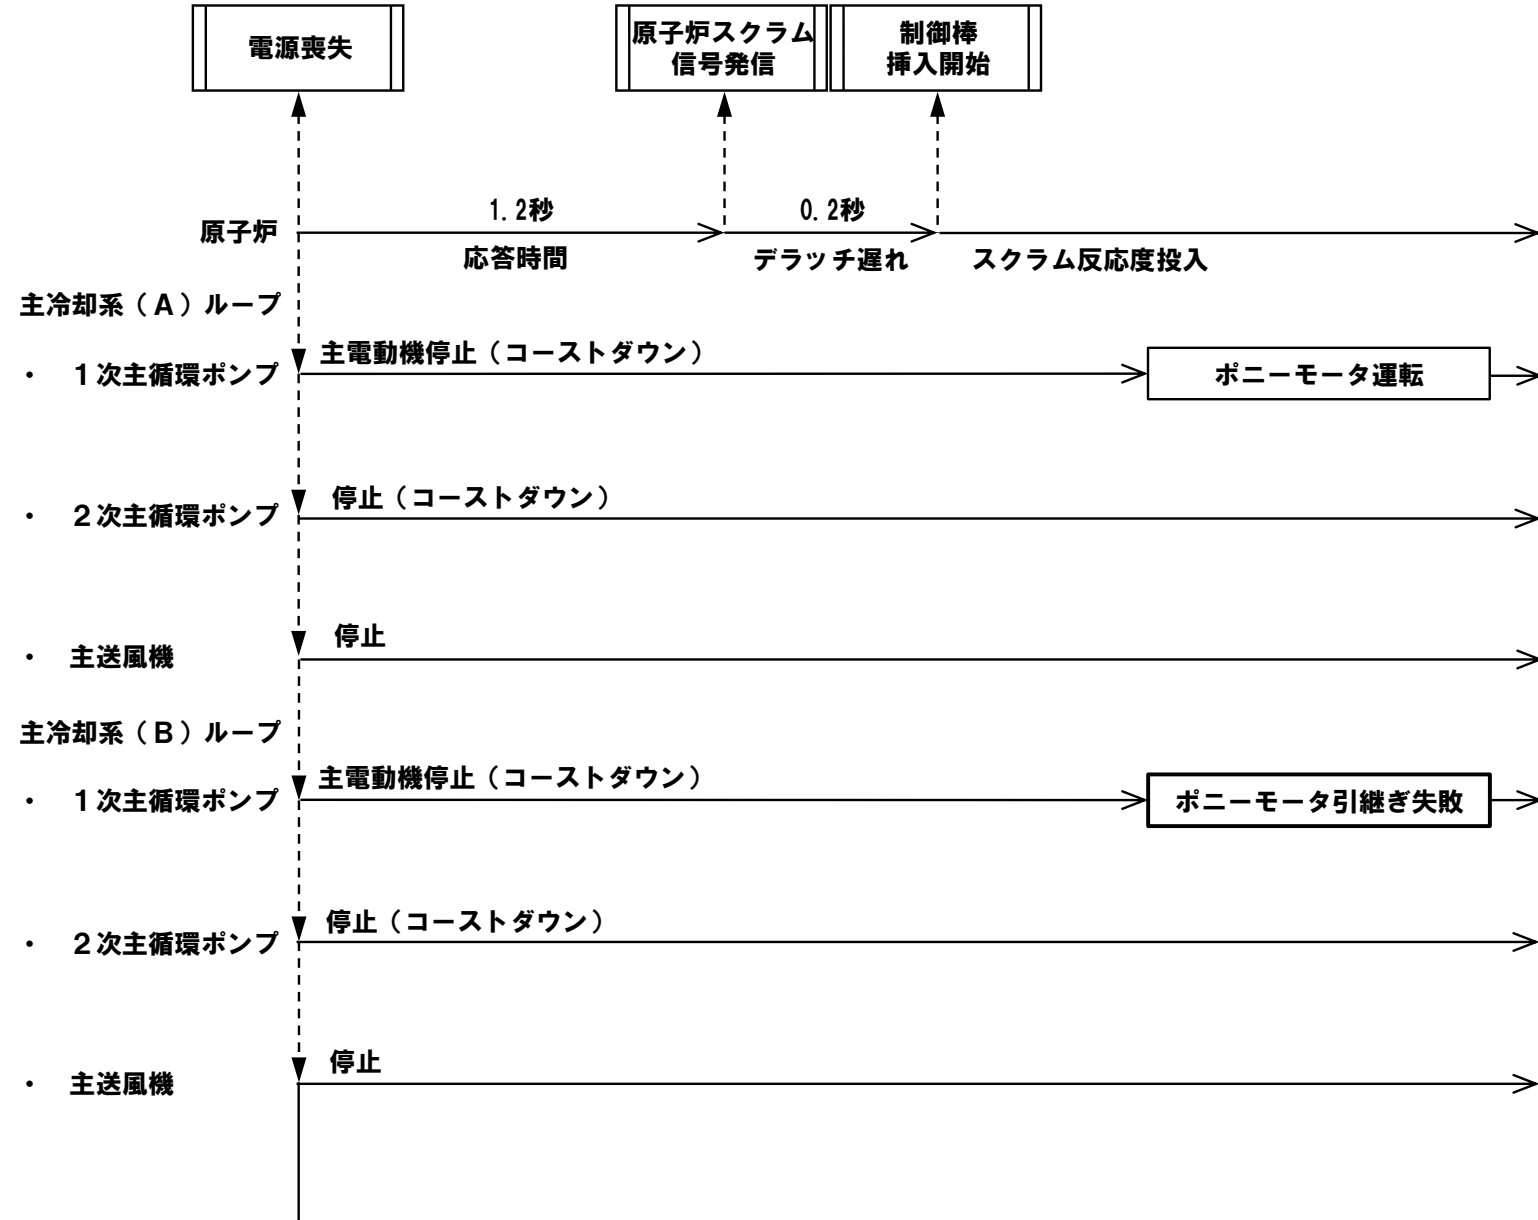 電源喪失
原子炉スクラム
信号発信
制御棒
挿入開始
原子炉
1.2秒
0.2秒
応答時間
デラッチ遅れ
スクラム反応度投入
主冷却系(A)ループ
・ 1次主循環ポンプ
主電動機停止(コーストダウン)
ポニーモータ運転
・ 2次主循環ポンプ
停止(コーストダウン)
・ 主送風機
停止
主冷却系(B)ループ
・ 1次主循環ポンプ
主電動機停止(コーストダウン)
ポニーモータ引継ぎ失敗
・ 2次主循環ポンプ
停止(コーストダウン)
・ 主送風機
停止